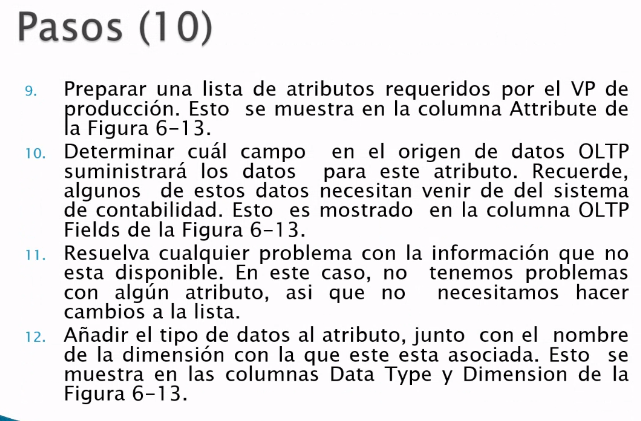 Pasos (10)
9. Preparar una lista de atributos requeridos por el VP de
producción. Esto se muestra en la columna Attribute de
la Figura 6-13.
10. Determinar cuál campo en el origen de datos OLTP
suministrará los datos para este atributo. Recuerde,
algunos de estos datos necesitan venir de del sistema
de contabilidad. Esto es mostrado en la columna OLTP
Fields de la Figura 6-13.
11. Resuelva cualquier problema con la información que no
esta disponible. En este caso, no tenemos problemas
con algún atributo, asi que no necesitamos hacer
cambios a la lista.
12. Añadir el tipo de datos al atributo, junto con el nombre
de la dimensión con la que este esta asociada. Esto se
muestra en las columnas Data Type y Dimension de la
Figura 6-13.